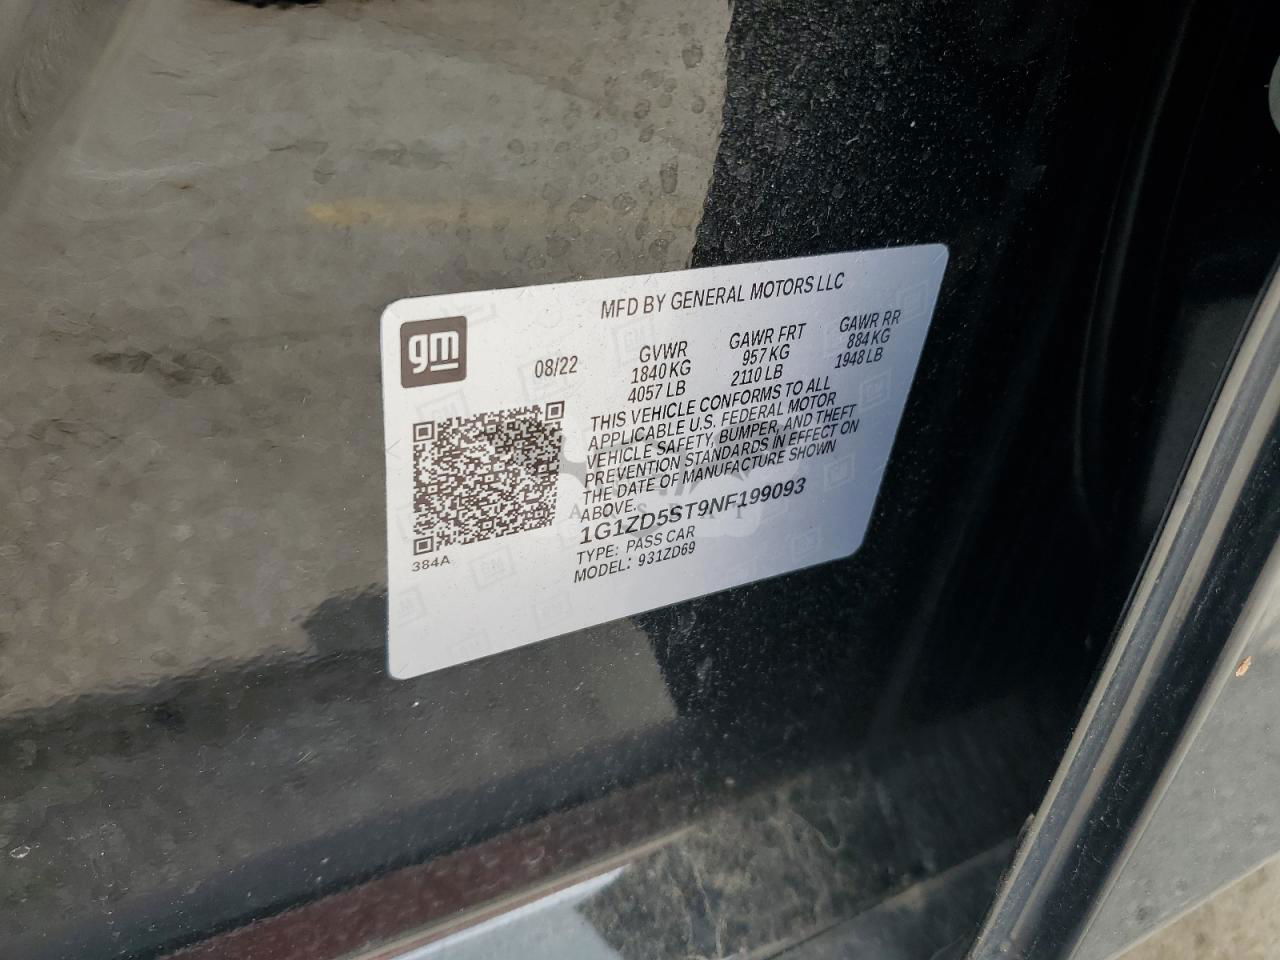 MFD BY GENERAL MOTORS LLC
gm
08/22 GVWR GAWR FRT GAWR RR
1840 KG 957 KG 884 KG
4057 LB 2110 LB 1948 LB
THIS VEHICLE CONFORMS TO ALL
APPLICABLE U.S. FEDERAL MOTOR
VEHICLE SAFETY, BUMPER, AND THEFT
PREVENTION STANDARDS IN EFFECT ON
THE DATE OF MANUFACTURE SHOWN
ABOVE.
1G1ZD5ST9NF199093
TYPE: PASS CAR
MODEL: 931ZD69
384A